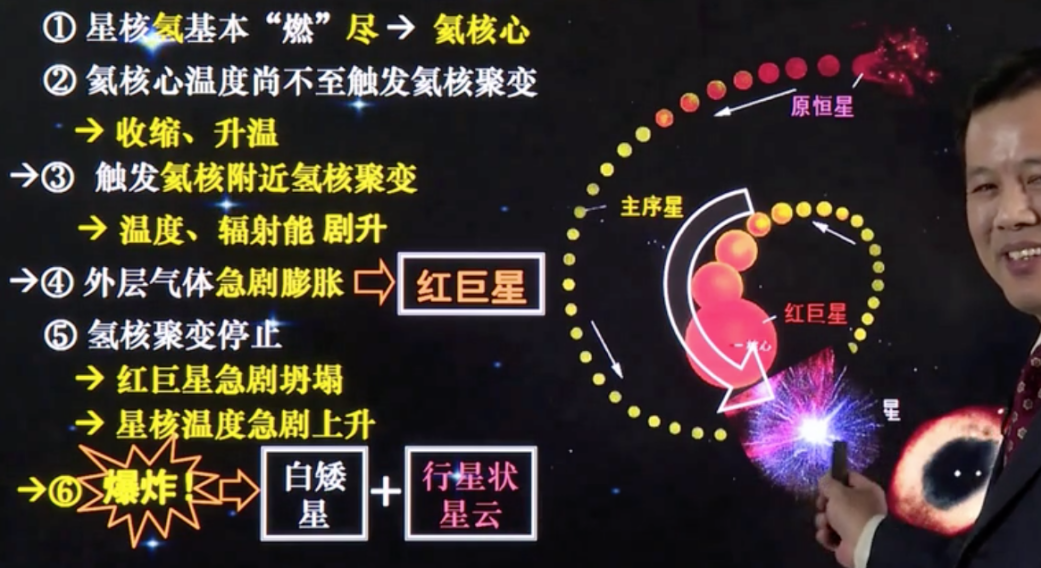 ① 星核氢基本“燃”尽→ 氦核心
② 氦核心温度尚不至触发氦核聚变
→ 收缩、升温
→③ 触发氦核附近氢核聚变
→ 温度、辐射能 剧升
→④ 外层气体急剧膨胀
红巨星
⑤ 氢核聚变停止
→ 红巨星急剧坍塌
→ 星核温度急剧上升
→⑥ 爆炸!
白矮
星
+
行星状
星云
原恒星
主序星
红巨星
心
星